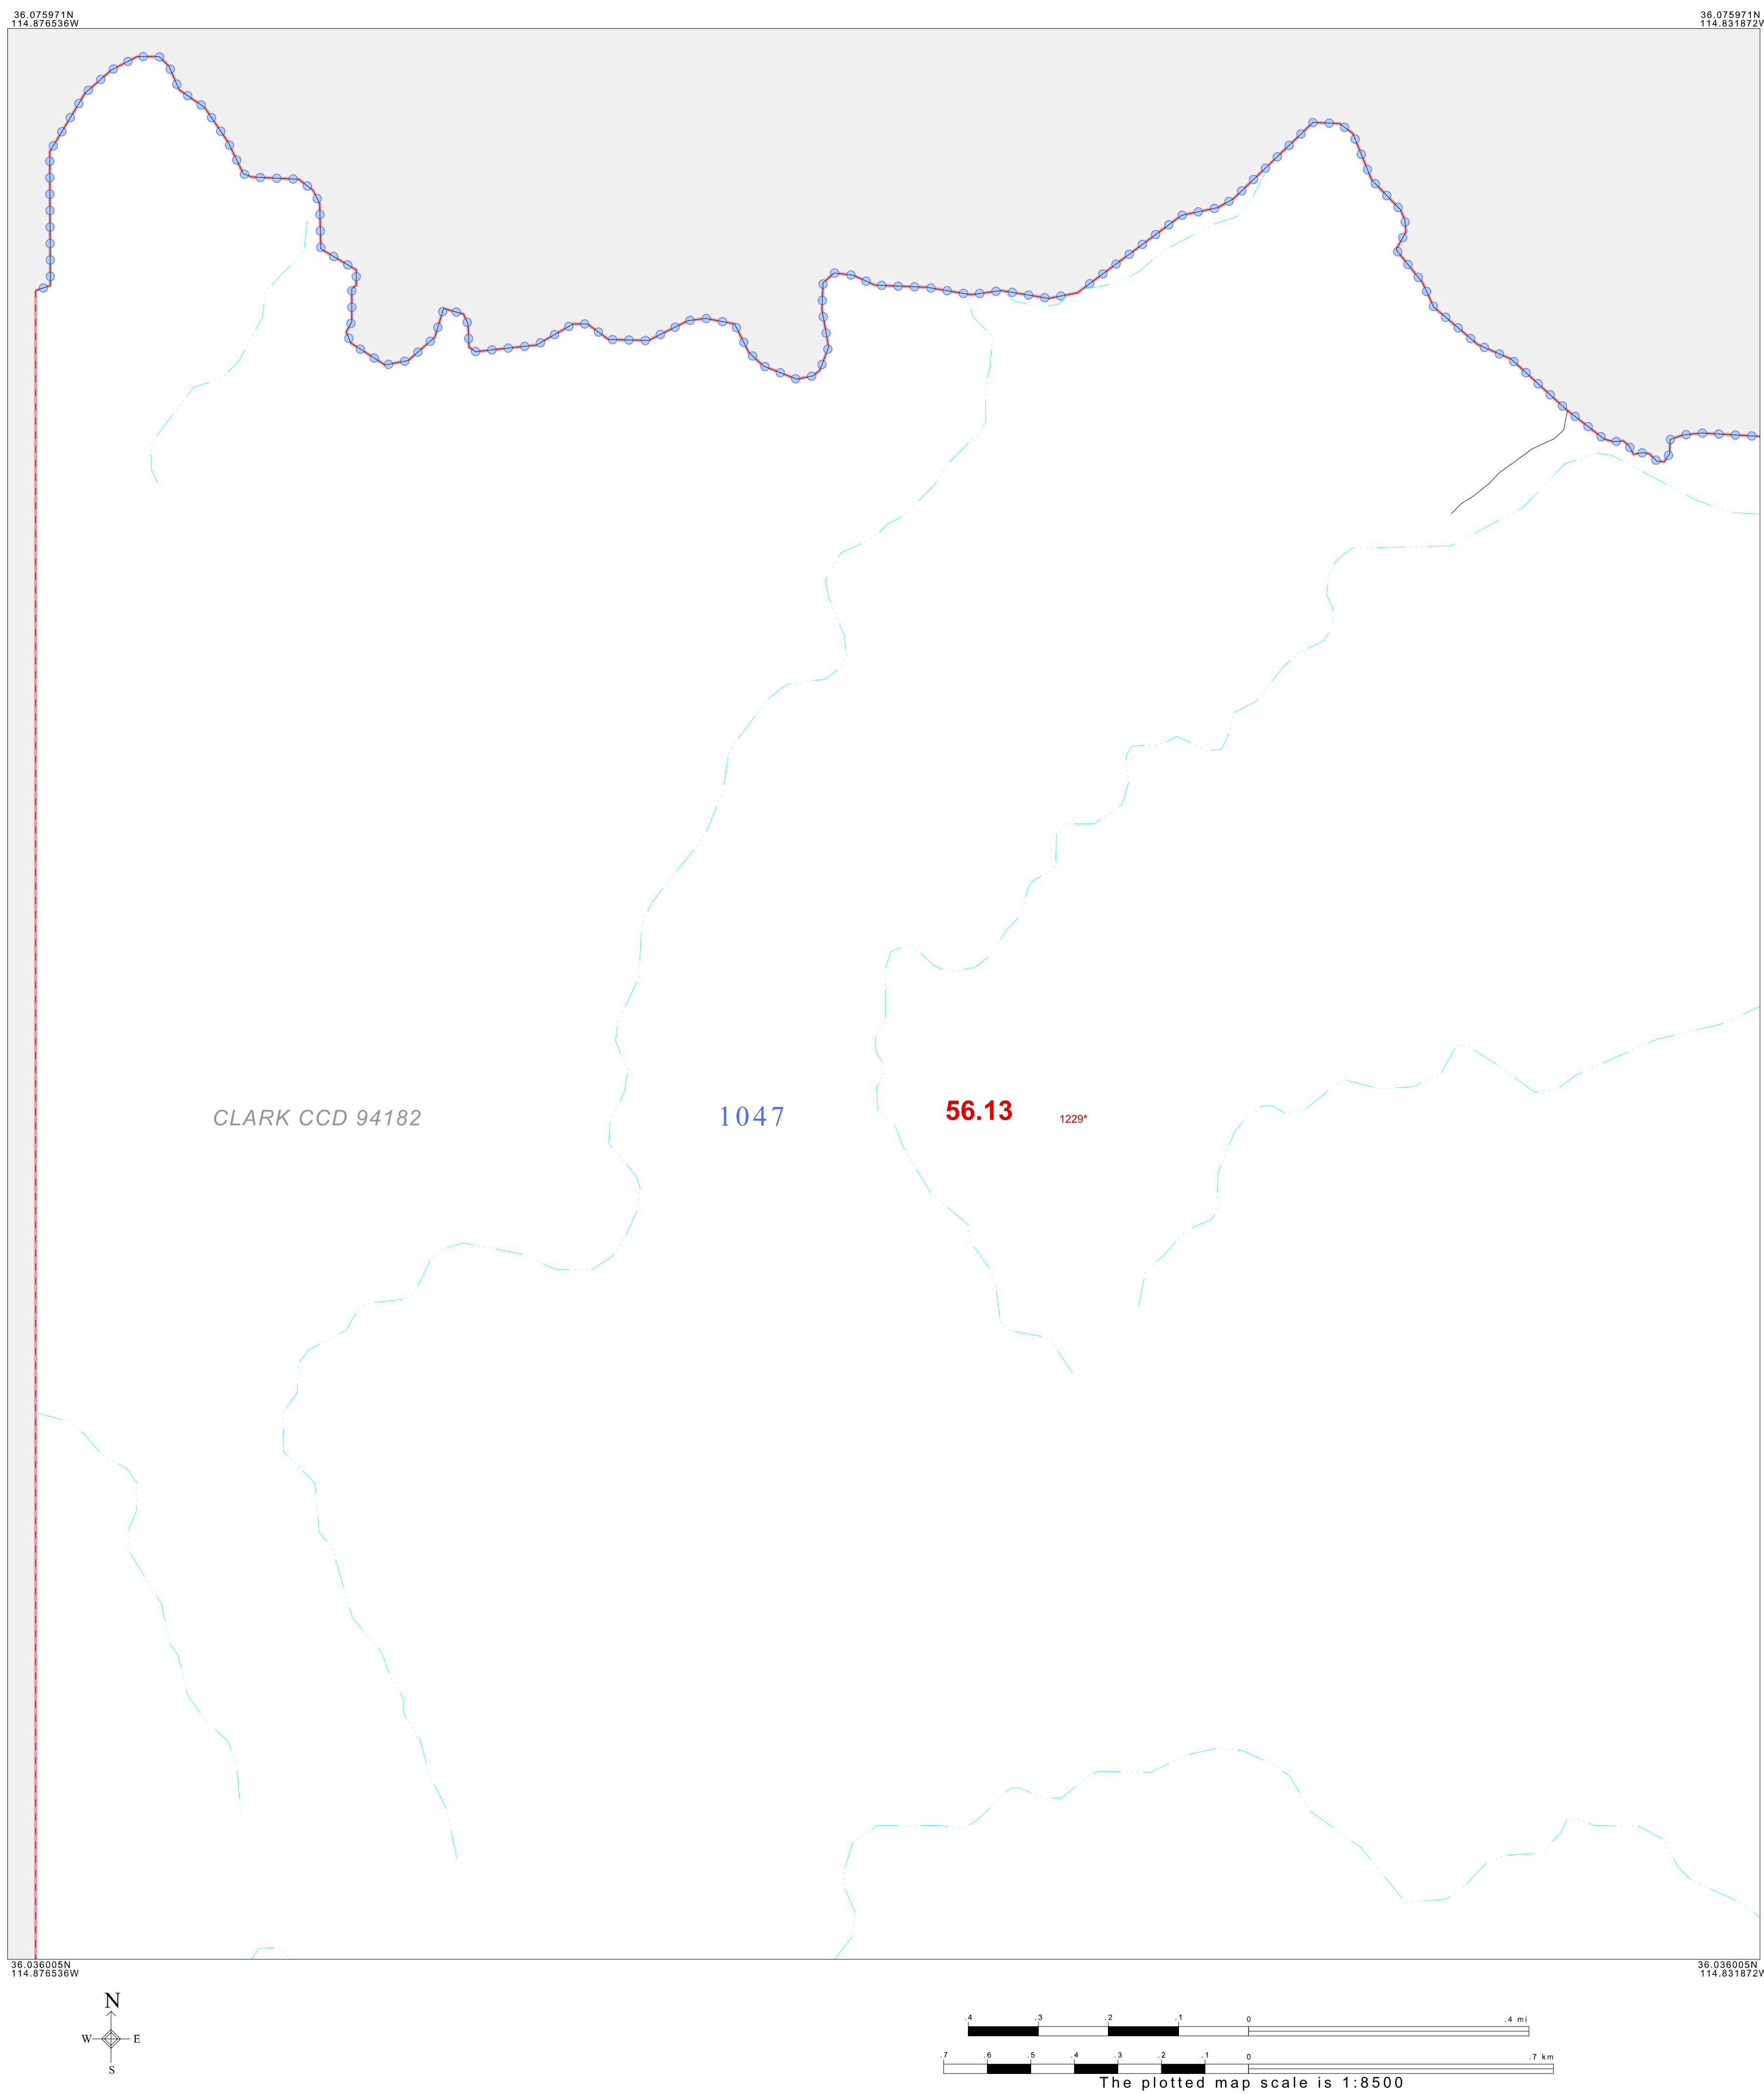 36.075971N
114.876536W
36.075971N
114.831872W
CLARK CCD 94182
1047
56.13
1229*
36.036005N
114.876536W
36.036005N
114.831872W
N
W E
S
.4 .3 .2 .1 0 .4 mi
.7 .6 .5 .4 .3 .2 .1 0 .7 km
The plotted map scale is 1:8500